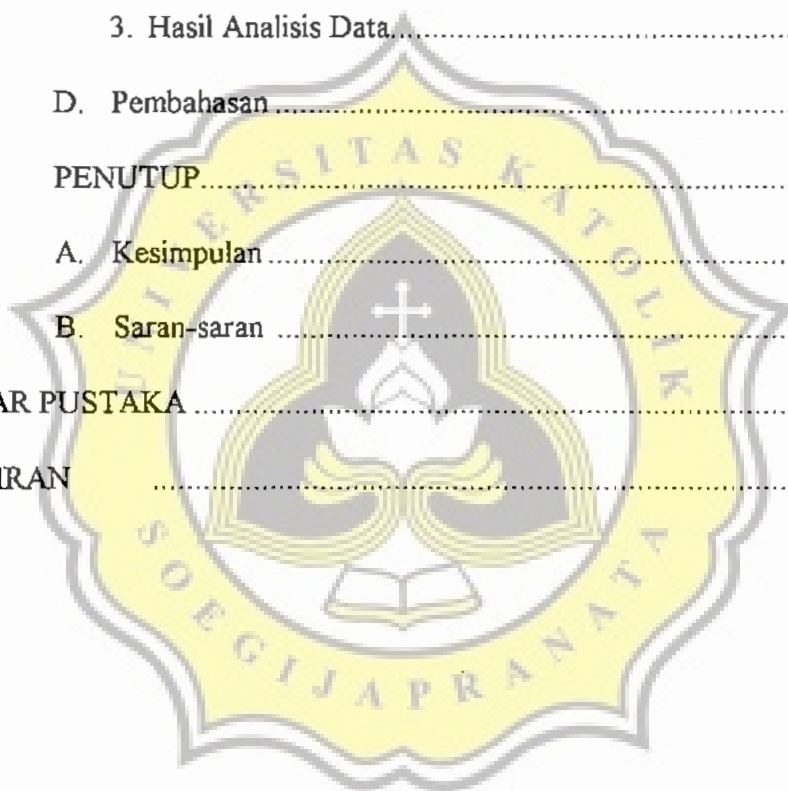 3. Hasil Analisis Data
D. Pembahasan
PENUTUP
A. Kesimpulan
B. Saran-saran
AR PUSTAKA
IRAN
UNIVERSITAS KATOLIK
SOEGIJAPRANATA